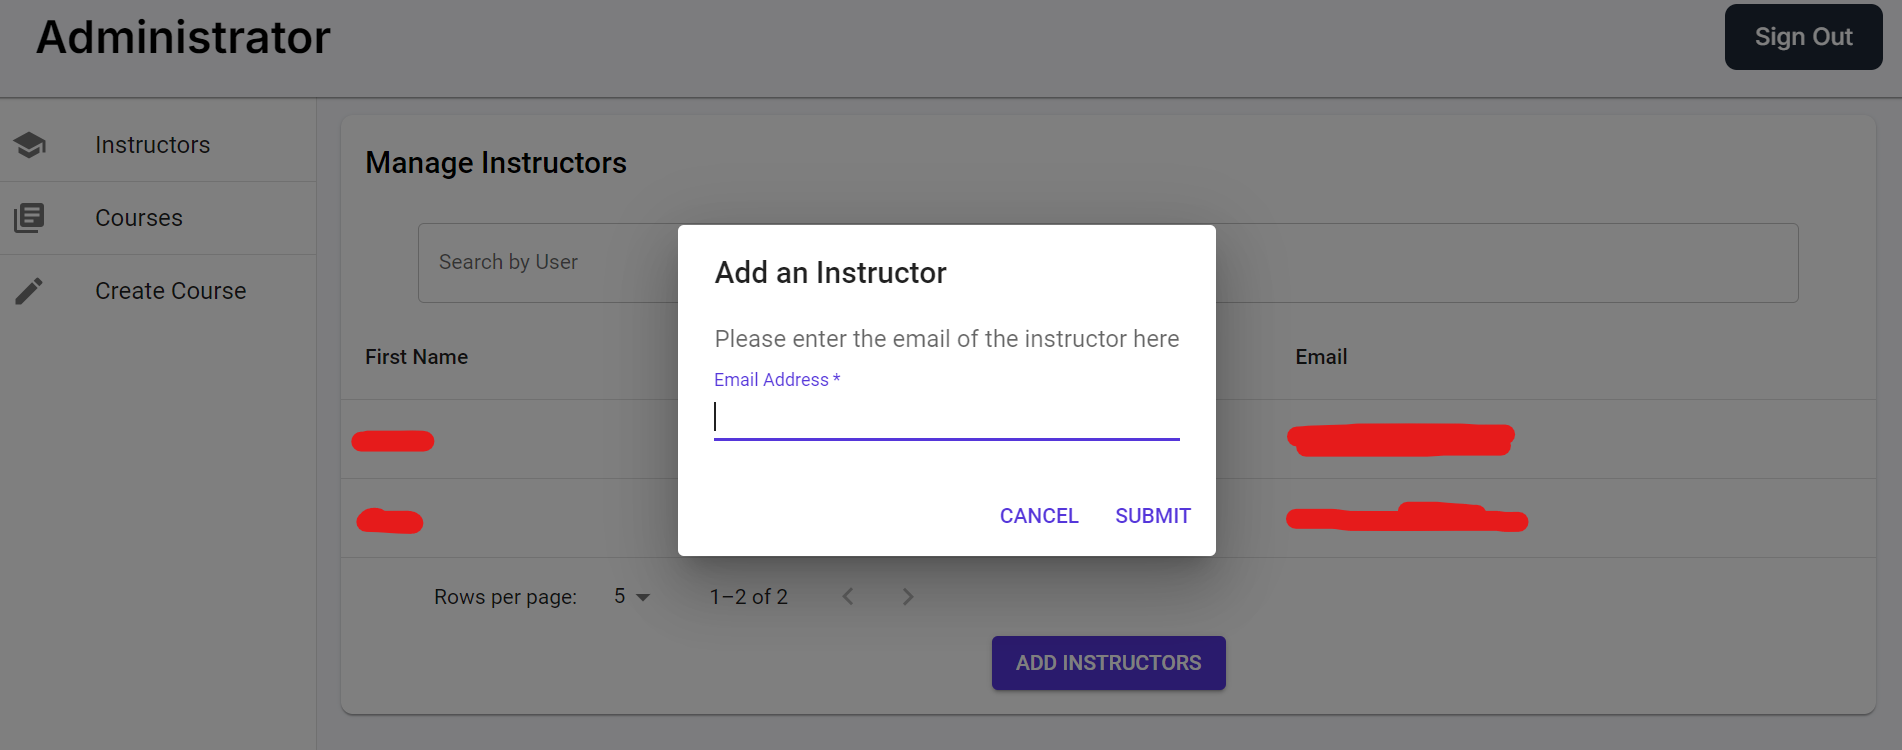 Administrator
Sign Out
Instructors
Courses
Create Course
Manage Instructors
Search by User
First Name
Email
Add an Instructor
Please enter the email of the instructor here
Email Address *
CANCEL SUBMIT
Rows per page: 5 1–2 of 2
ADD INSTRUCTORS